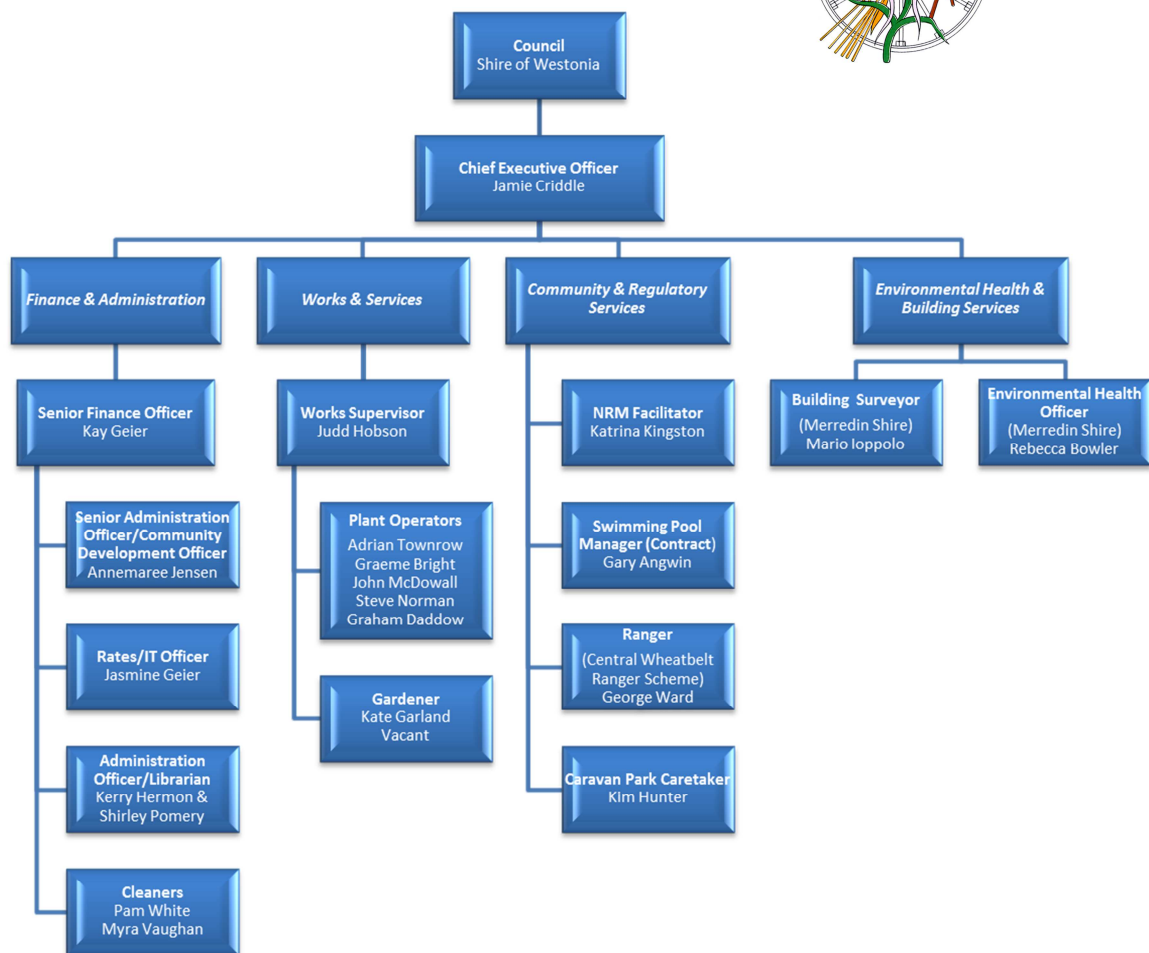 Council
Shire of Westonia
Chief Executive Officer
Jamie Criddle
Finance & Administration
Senior Finance Officer
Kay Geier
Senior Administration
Officer/Community
Development Officer
Annemaree Jensen
Rates/IT Officer
Jasmine Geier
Administration
Officer/Librarian
Kerry Hermon &
Shirley Pomery
Cleaners
Pam White
Myra Vaughan
Works & Services
Works Supervisor
Judd Hobson
Plant Operators
Adrian Townrow
Graeme Bright
John McDowall
Steve Norman
Graham Daddow
Gardener
Kate Garland
Vacant
Community & Regulatory
Services
NRM Facilitator
Katrina Kingston
Swimming Pool
Manager (Contract)
Gary Angwin
Ranger
(Central Wheatbelt
Ranger Scheme)
George Ward
Caravan Park Caretaker
KIm Hunter
Environmental Health &
Building Services
Building Surveyor
(Merredin Shire)
Mario Ioppolo
Environmental Health
Officer
(Merredin Shire)
Rebecca Bowler